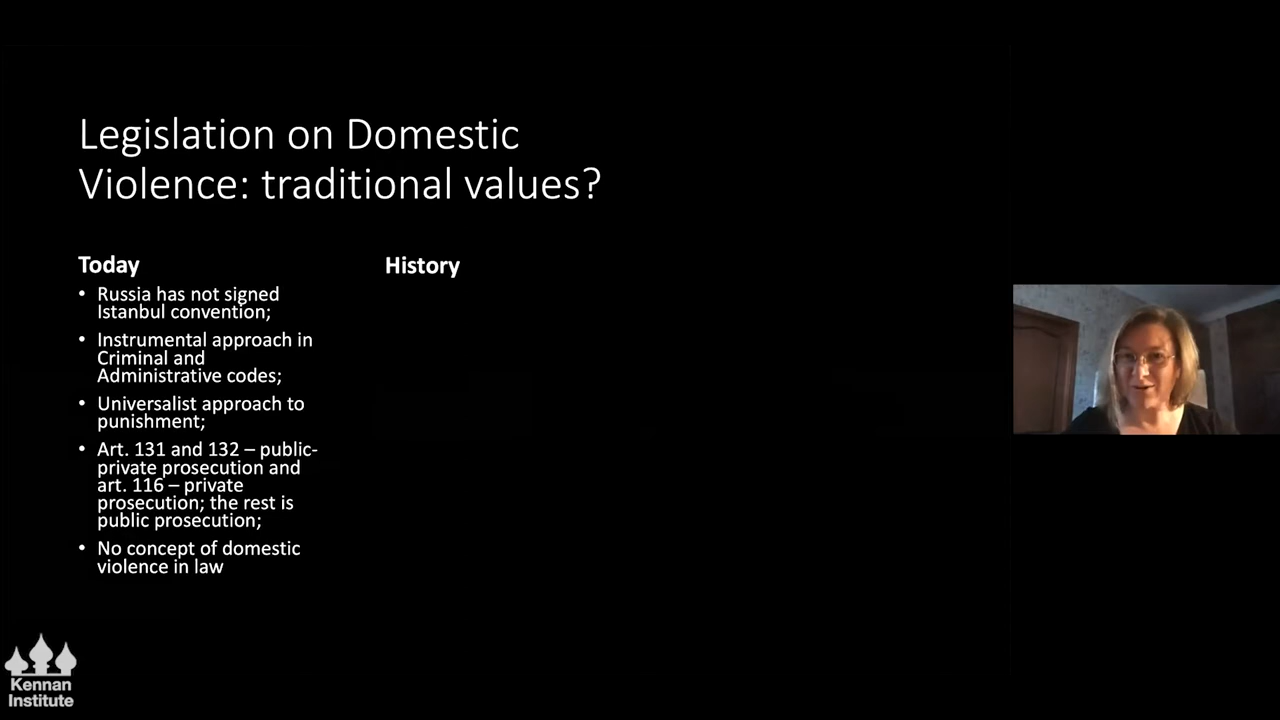 Legislation on Domestic
Violence: traditional values?
Today
• Russia has not signed
Istanbul convention;
• Instrumental approach in
Criminal and
Administrative codes;
• Universalist approach to
punishment;
• Art. 131 and 132 – public-
private prosecution and
art. 116 – private
prosecution; the rest is
public prosecution;
• No concept of domestic
violence in law
History
Kennan
Institute